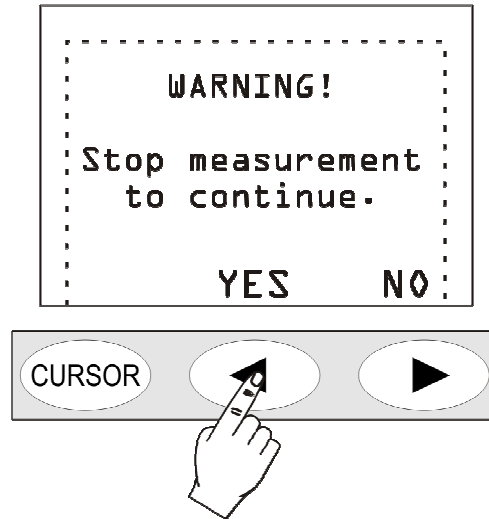 WARNING!
Stop measurement
to continue.
YES NO
CURSOR